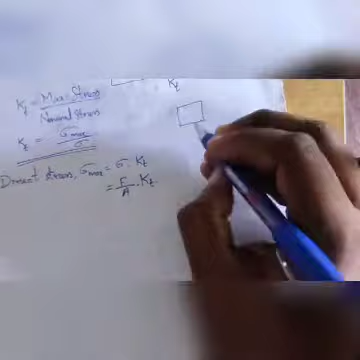 Kt
Kt = Max. Stress
Nominal Stress
Kt = σmax
σ
Direct stress, σmax = σ . Kt
= F/A . Kt